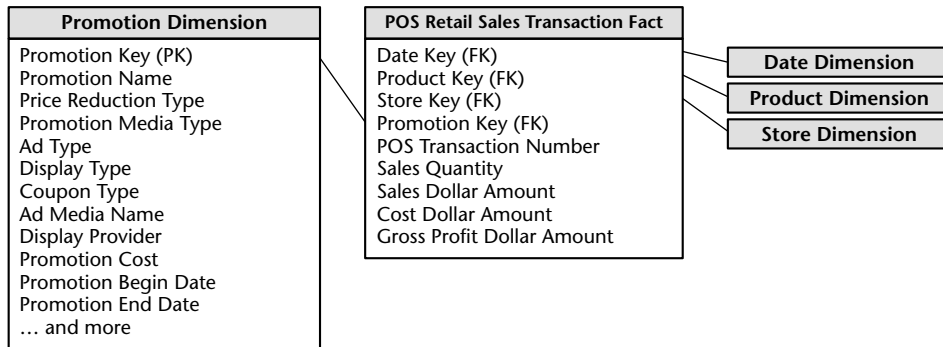 Promotion Dimension
Promotion Key (PK)
Promotion Name
Price Reduction Type
Promotion Media Type
Ad Type
Display Type
Coupon Type
Ad Media Name
Display Provider
Promotion Cost
Promotion Begin Date
Promotion End Date
… and more
POS Retail Sales Transaction Fact
Date Key (FK)
Product Key (FK)
Store Key (FK)
Promotion Key (FK)
POS Transaction Number
Sales Quantity
Sales Dollar Amount
Cost Dollar Amount
Gross Profit Dollar Amount
Date Dimension
Product Dimension
Store Dimension